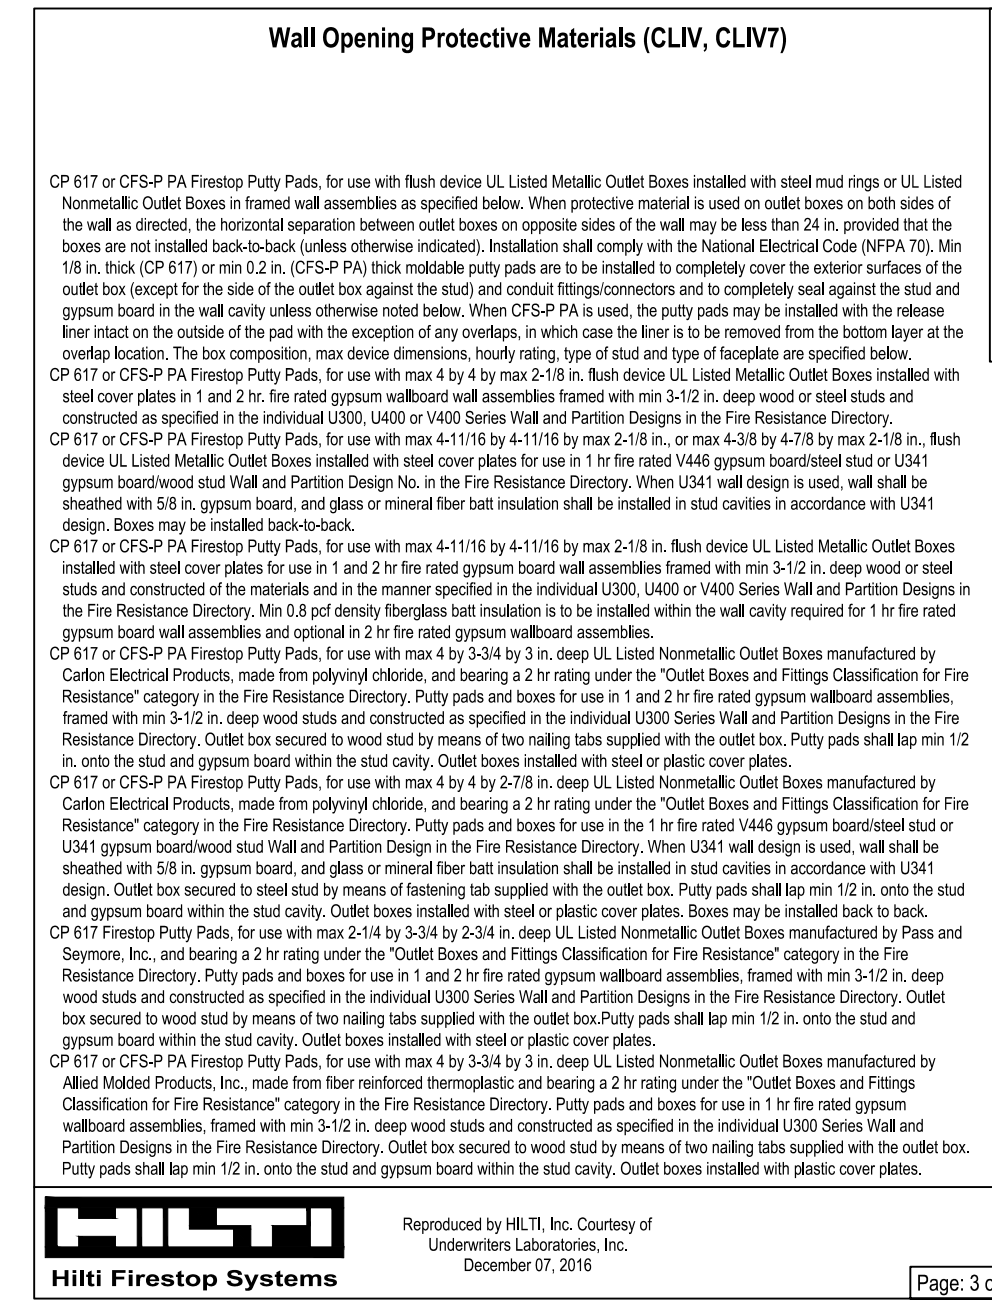 Wall Opening Protective Materials (CLIV, CLIV7)
CP 617 or CFS-P PA Firestop Putty Pads, for use with flush device UL Listed Metallic Outlet Boxes installed with steel mud rings or UL Listed
Nonmetallic Outlet Boxes in framed wall assemblies as specified below. When protective material is used on outlet boxes on both sides of
the wall as directed, the horizontal separation between outlet boxes on opposite sides of the wall may be less than 24 in. provided that the
boxes are not installed back-to-back (unless otherwise indicated). Installation shall comply with the National Electrical Code (NFPA 70). Min
1/8 in. thick (CP 617) or min 0.2 in. (CFS-P PA) thick moldable putty pads are to be installed to completely cover the exterior surfaces of the
outlet box (except for the side of the outlet box against the stud) and conduit fittings/connectors and to completely seal against the stud and
gypsum board in the wall cavity unless otherwise noted below. When CFS-P PA is used, the putty pads may be installed with the release
liner intact on the outside of the pad with the exception of any overlaps, in which case the liner is to be removed from the bottom layer at the
overlap location. The box composition, max device dimensions, hourly rating, type of stud and type of faceplate are specified below.
CP 617 or CFS-P PA Firestop Putty Pads, for use with max 4 by 4 by max 2-1/8 in. flush device UL Listed Metallic Outlet Boxes installed with
steel cover plates in 1 and 2 hr. fire rated gypsum wallboard wall assemblies framed with min 3-1/2 in. deep wood or steel studs and
constructed as specified in the individual U300, U400 or V400 Series Wall and Partition Designs in the Fire Resistance Directory.
CP 617 or CFS-P PA Firestop Putty Pads, for use with max 4-11/16 by 4-11/16 by max 2-1/8 in., or max 4-3/8 by 4-7/8 by max 2-1/8 in., flush
device UL Listed Metallic Outlet Boxes installed with steel cover plates for use in 1 hr fire rated V446 gypsum board/steel stud or U341
gypsum board/wood stud Wall and Partition Design No. in the Fire Resistance Directory. When U341 wall design is used, wall shall be
sheathed with 5/8 in. gypsum board, and glass or mineral fiber batt insulation shall be installed in stud cavities in accordance with U341
design. Boxes may be installed back-to-back.
CP 617 or CFS-P PA Firestop Putty Pads, for use with max 4-11/16 by 4-11/16 by max 2-1/8 in. flush device UL Listed Metallic Outlet Boxes
installed with steel cover plates for use in 1 and 2 hr fire rated gypsum board wall assemblies framed with min 3-1/2 in. deep wood or steel
studs and constructed of the materials and in the manner specified in the individual U300, U400 or V400 Series Wall and Partition Designs in
the Fire Resistance Directory. Min 0.8 pcf density fiberglass batt insulation is to be installed within the wall cavity required for 1 hr fire rated
gypsum board wall assemblies and optional in 2 hr fire rated gypsum wallboard assemblies.
CP 617 or CFS-P PA Firestop Putty Pads, for use with max 4 by 3-3/4 by 3 in. deep UL Listed Nonmetallic Outlet Boxes manufactured by
Carlon Electrical Products, made from polyvinyl chloride, and bearing a 2 hr rating under the "Outlet Boxes and Fittings Classification for Fire
Resistance" category in the Fire Resistance Directory. Putty pads and boxes for use in 1 and 2 hr fire rated gypsum wallboard assemblies,
framed with min 3-1/2 in. deep wood studs and constructed as specified in the individual U300 Series Wall and Partition Designs in the Fire
Resistance Directory. Outlet box secured to wood stud by means of two nailing tabs supplied with the outlet box. Putty pads shall lap min 1/2
in. onto the stud and gypsum board within the stud cavity. Outlet boxes installed with steel or plastic cover plates.
CP 617 or CFS-P PA Firestop Putty Pads, for use with max 4 by 4 by 2-7/8 in. deep UL Listed Nonmetallic Outlet Boxes manufactured by
Carlon Electrical Products, made from polyvinyl chloride, and bearing a 2 hr rating under the "Outlet Boxes and Fittings Classification for Fire
Resistance" category in the Fire Resistance Directory. Putty pads and boxes for use in the 1 hr fire rated V446 gypsum board/steel stud or
U341 gypsum board/wood stud Wall and Partition Design in the Fire Resistance Directory. When U341 wall design is used, wall shall be
sheathed with 5/8 in. gypsum board, and glass or mineral fiber batt insulation shall be installed in stud cavities in accordance with U341
design. Outlet box secured to steel stud by means of fastening tab supplied with the outlet box. Putty pads shall lap min 1/2 in. onto the stud
and gypsum board within the stud cavity. Outlet boxes installed with steel or plastic cover plates. Boxes may be installed back to back.
CP 617 Firestop Putty Pads, for use with max 2-1/4 by 3-3/4 by 2-3/4 in. deep UL Listed Nonmetallic Outlet Boxes manufactured by Pass and
Seymore, Inc., and bearing a 2 hr rating under the "Outlet Boxes and Fittings Classification for Fire Resistance" category in the Fire
Resistance Directory. Putty pads and boxes for use in 1 and 2 hr fire rated gypsum wallboard assemblies, framed with min 3-1/2 in. deep
wood studs and constructed as specified in the individual U300 Series Wall and Partition Designs in the Fire Resistance Directory. Outlet
box secured to wood stud by means of two nailing tabs supplied with the outlet box.Putty pads shall lap min 1/2 in. onto the stud and
gypsum board within the stud cavity. Outlet boxes installed with steel or plastic cover plates.
CP 617 or CFS-P PA Firestop Putty Pads, for use with max 4 by 3-3/4 by 3 in. deep UL Listed Nonmetallic Outlet Boxes manufactured by
Allied Molded Products, Inc., made from fiber reinforced thermoplastic and bearing a 2 hr rating under the "Outlet Boxes and Fittings
Classification for Fire Resistance" category in the Fire Resistance Directory. Putty pads and boxes for use in 1 hr fire rated gypsum
wallboard assemblies, framed with min 3-1/2 in. deep wood studs and constructed as specified in the individual U300 Series Wall and
Partition Designs in the Fire Resistance Directory. Outlet box secured to wood stud by means of two nailing tabs supplied with the outlet box.
Putty pads shall lap min 1/2 in. onto the stud and gypsum board within the stud cavity. Outlet boxes installed with plastic cover plates.
HILTI
Hilti Firestop Systems
Reproduced by HILTI, Inc. Courtesy of
Underwriters Laboratories, Inc.
December 07, 2016
Page: 3